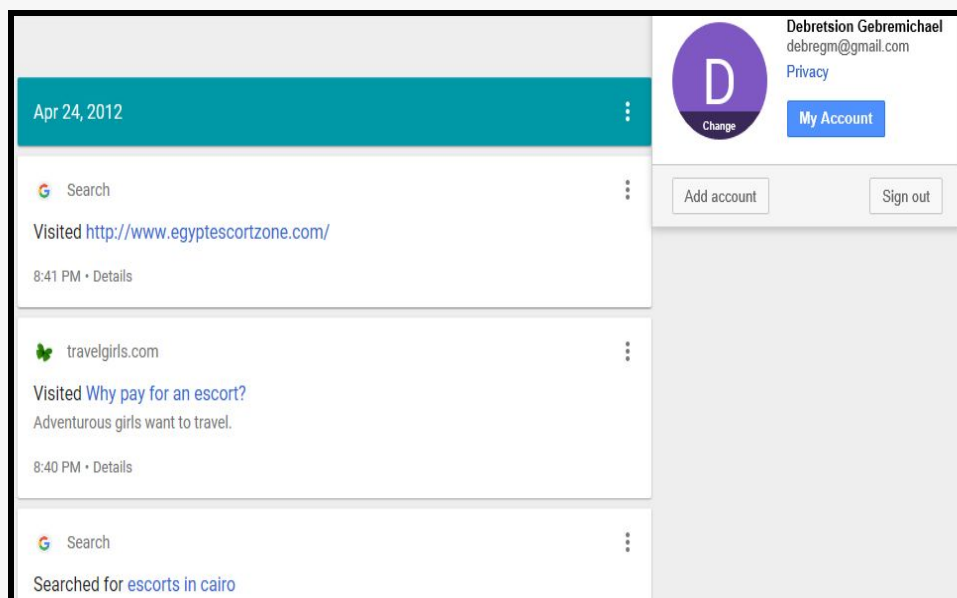 Debretsion Gebremichael
debregm@gmail.com
Privacy
D
Change
My Account
Add account
Sign out
Apr 24, 2012
Search
Visited http://www.egyptescortzone.com/
8:41 PM • Details
travelgirls.com
Visited Why pay for an escort?
Adventurous girls want to travel.
8:40 PM • Details
Search
Searched for escorts in cairo